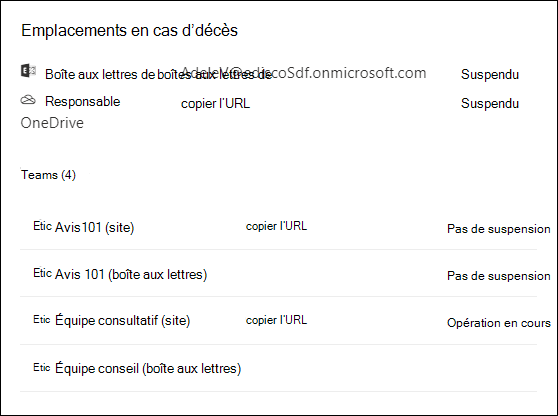 Emplacements en cas d'décès
Boîte aux lettres de boîtes aux lettres de AdeleV@ediscoSdf.onmicrosoft.com Suspendu
Responsable copier l'URL Suspendu
OneDrive
Teams (4)
Etic Avis101 (site) copier l'URL Pas de suspension
Etic Avis 101 (boîte aux lettres) Pas de suspension
Etic Équipe consultatif (site) copier l'URL Opération en cours
Etic Équipe conseil (boîte aux lettres)